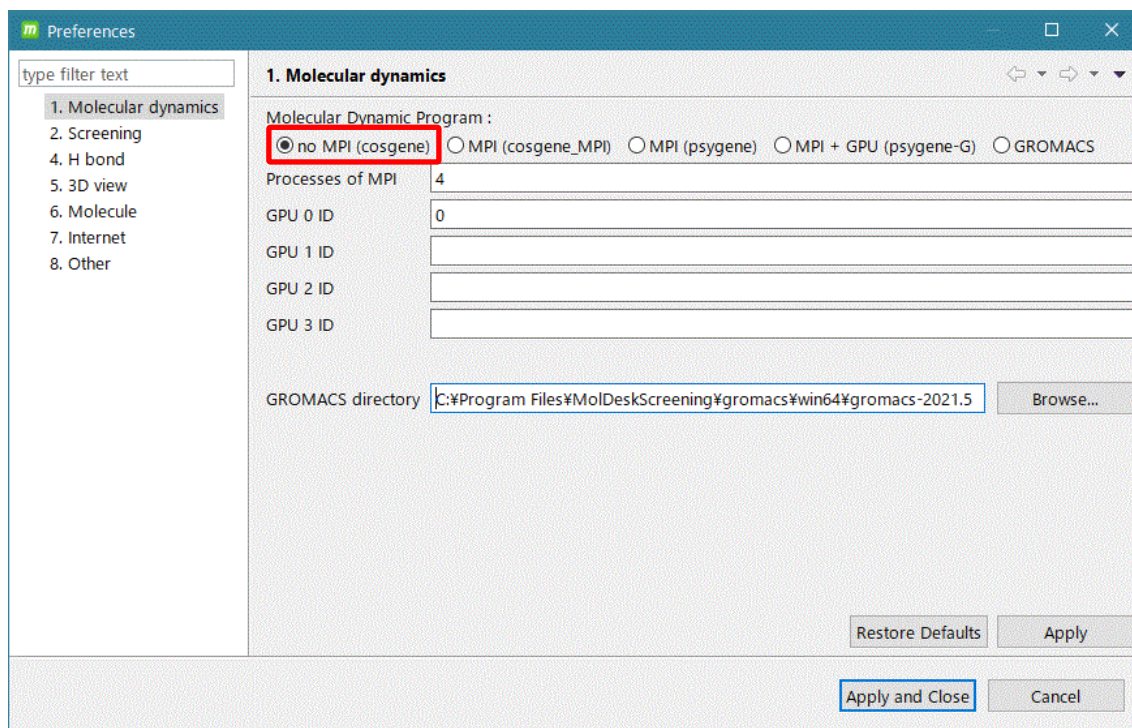 Preferences
type filter text
1. Molecular dynamics
2. Screening
4. H bond
5. 3D view
6. Molecule
7. Internet
8. Other
1. Molecular dynamics
Molecular Dynamic Program :
no MPI (cosgene) MPI (cosgene_MPI) MPI (psygene) MPI + GPU (psygene-G) GROMACS
Processes of MPI 4
GPU 0 ID 0
GPU 1 ID
GPU 2 ID
GPU 3 ID
GROMACS directory C:¥Program Files¥MolDeskScreening¥gromacs¥win64¥gromacs-2021.5 Browse...
Restore Defaults Apply
Apply and Close Cancel